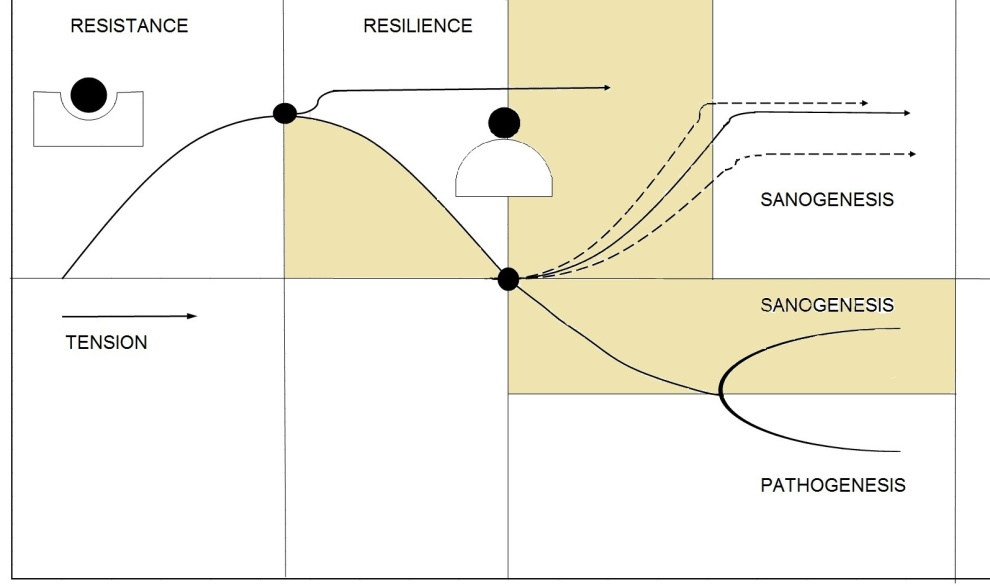 RESISTANCE
RESILIENCE
SANOGENESIS
SANOGENESIS
TENSION
PATHOGENESIS